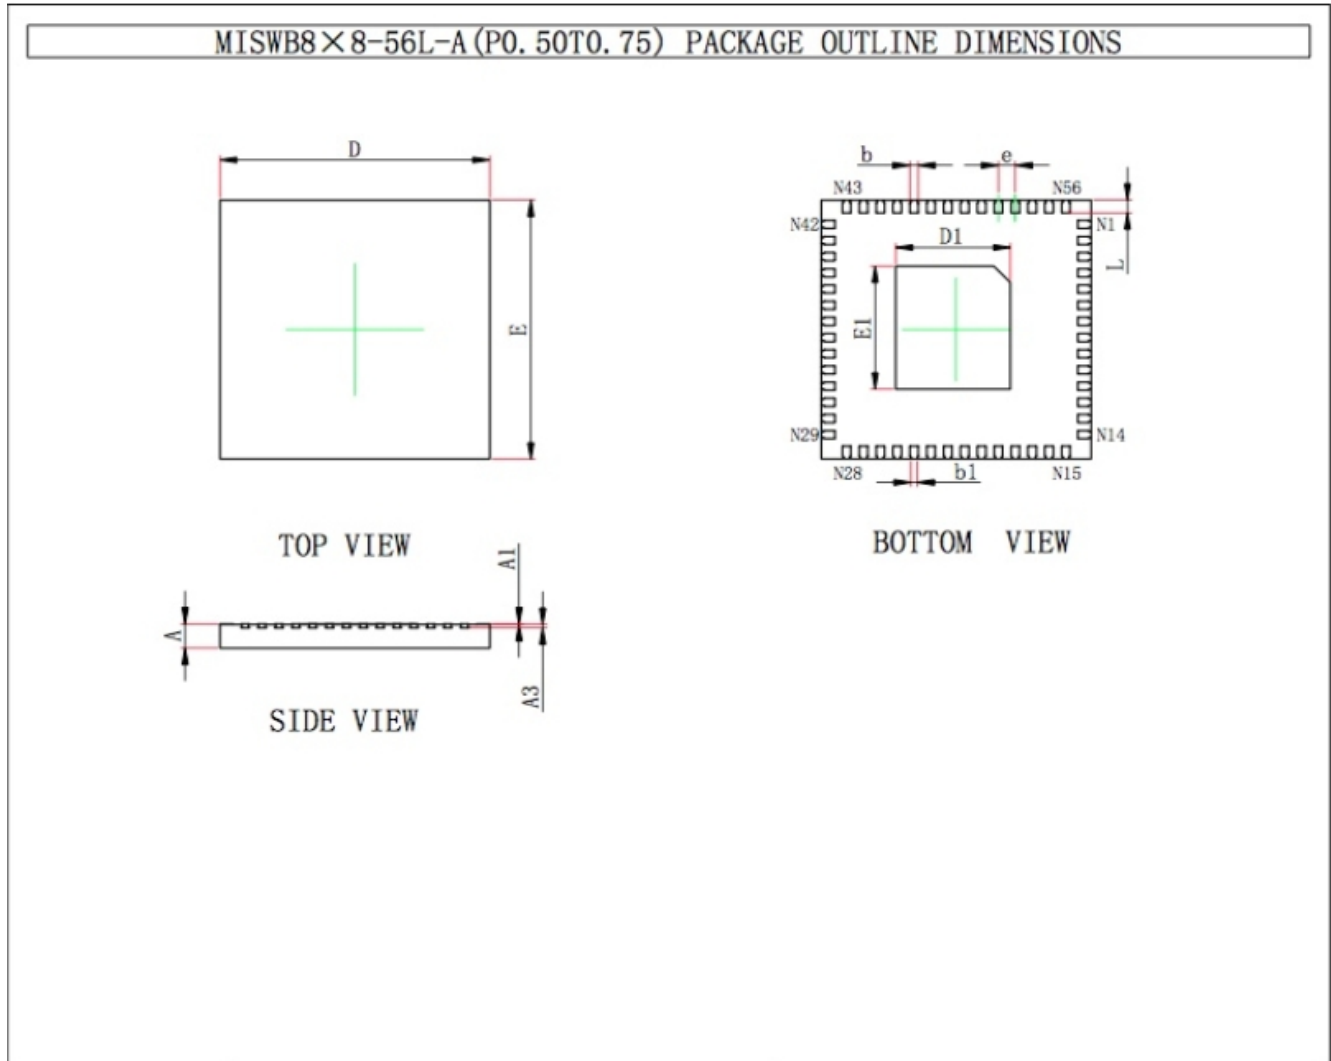 MISWB8×8-56L-A(P0.50T0.75) PACKAGE OUTLINE DIMENSIONS
D
E
TOP VIEW
b
e
N43
N56
N42
N1
D1
L
E1
N29
N14
N28
b1
N15
BOTTOM VIEW
A1
A
A3
SIDE VIEW